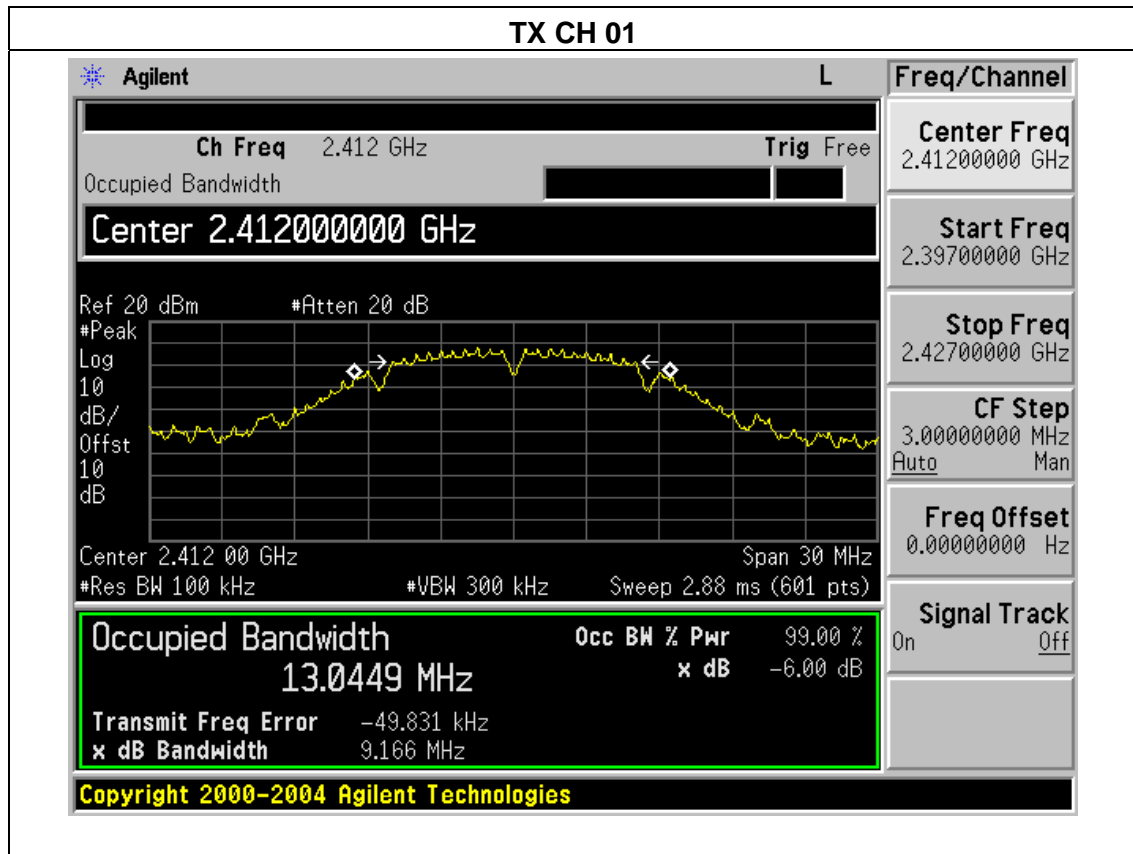 TX CH 01
Agilent L Freq/Channel
Ch Freq 2.412 GHz Trig Free
Occupied Bandwidth
Center 2.412000000 GHz
Ref 20 dBm #Atten 20 dB
#Peak
Log
10
dB/
Offst
10
dB
Center 2.412 00 GHz Span 30 MHz
#Res BW 100 kHz #VBW 300 kHz Sweep 2.88 ms (601 pts)
Occupied Bandwidth
13.0449 MHz
Occ BW % Pwr 99.00 %
x dB -6.00 dB
Transmit Freq Error -49.831 kHz
x dB Bandwidth 9.166 MHz
Copyright 2000-2004 Agilent Technologies
Center Freq
2.41200000 GHz
Start Freq
2.39700000 GHz
Stop Freq
2.42700000 GHz
CF Step
3.00000000 MHz
Auto Man
Freq Offset
0.00000000 Hz
Signal Track
On Off